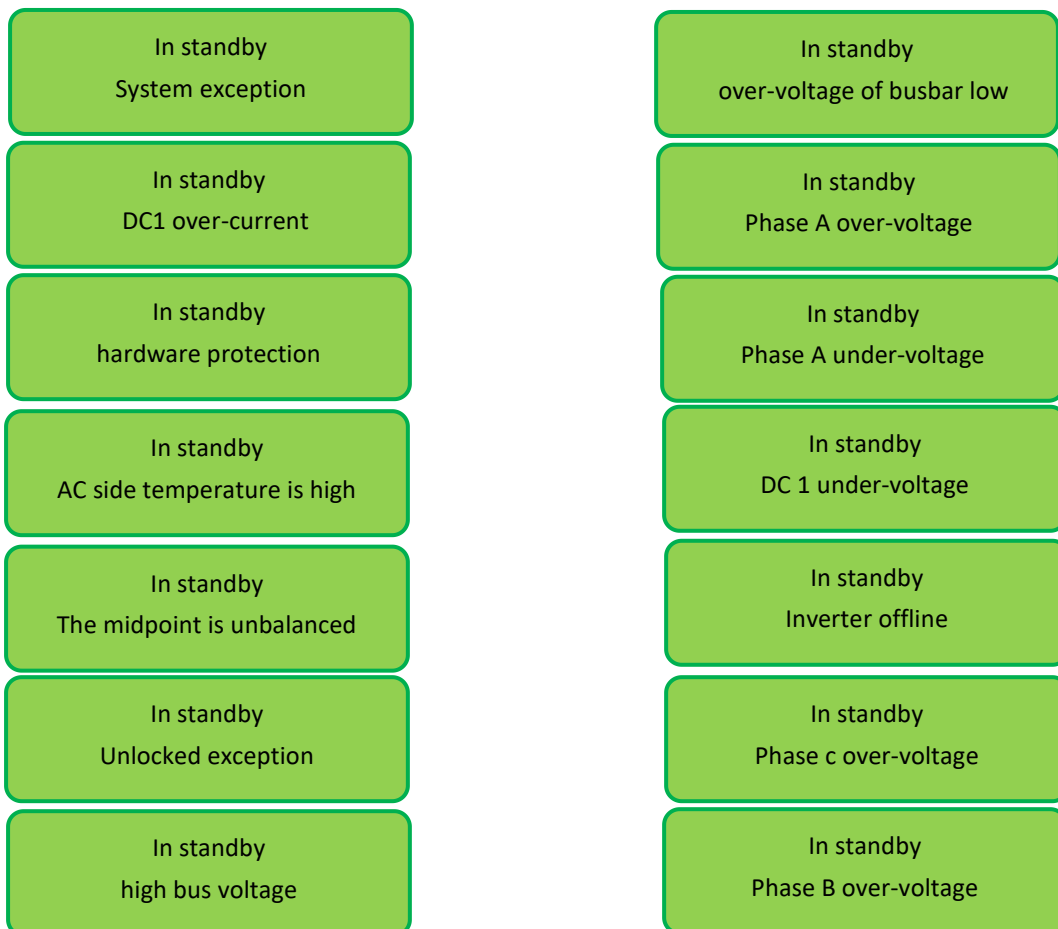 In standby
System exception
In standby
DC1 over-current
In standby
hardware protection
In standby
AC side temperature is high
In standby
The midpoint is unbalanced
In standby
Unlocked exception
In standby
high bus voltage
In standby
over-voltage of busbar low
In standby
Phase A over-voltage
In standby
Phase A under-voltage
In standby
DC 1 under-voltage
In standby
Inverter offline
In standby
Phase c over-voltage
In standby
Phase B over-voltage